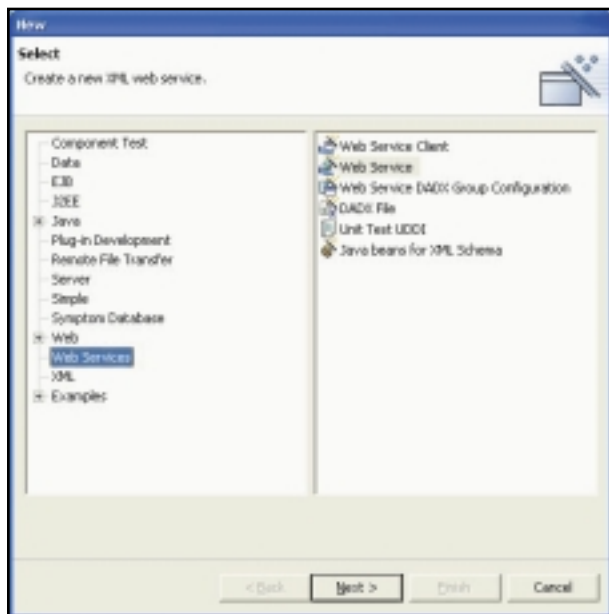 New
Select
Create a new XML web service.
Component Test
Data
EJB
J2EE
Java
Plug-in Development
Remote File Transfer
Server
Simple
Symptom Database
Web
Web Services
XML
Examples
Web Service Client
Web Service
Web Service DADX Group Configuration
DADX File
Unit Test UDDI
Java beans for XML Schema
< Back
Next >
Finish
Cancel